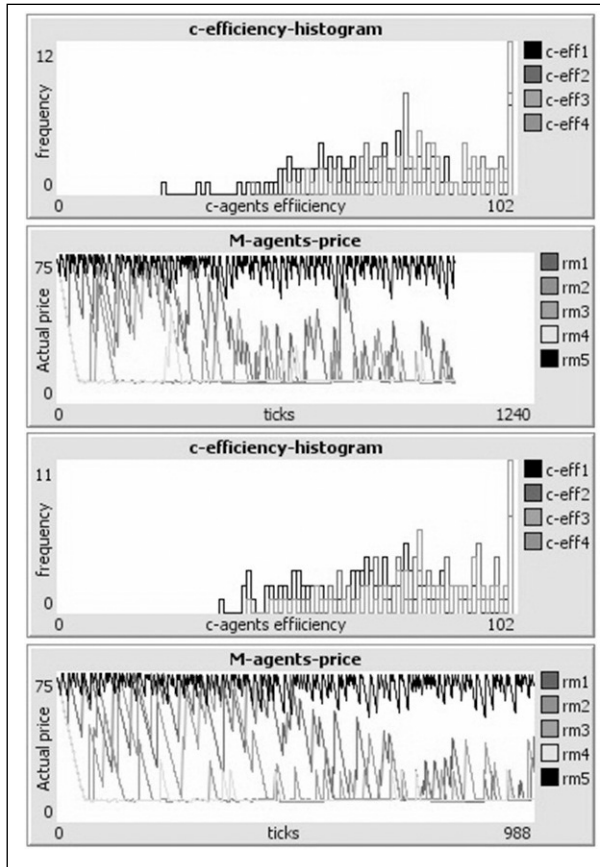 c-efficiency-histogram
12
frequency
0
0
c-agents effiiciency
102
c-eff1
c-eff2
c-eff3
c-eff4
M-agents-price
75
Actual price
0
0
ticks
1240
rm1
rm2
rm3
rm4
rm5
c-efficiency-histogram
11
frequency
0
0
c-agents effiiciency
102
c-eff1
c-eff2
c-eff3
c-eff4
M-agents-price
75
Actual price
0
0
ticks
988
rm1
rm2
rm3
rm4
rm5